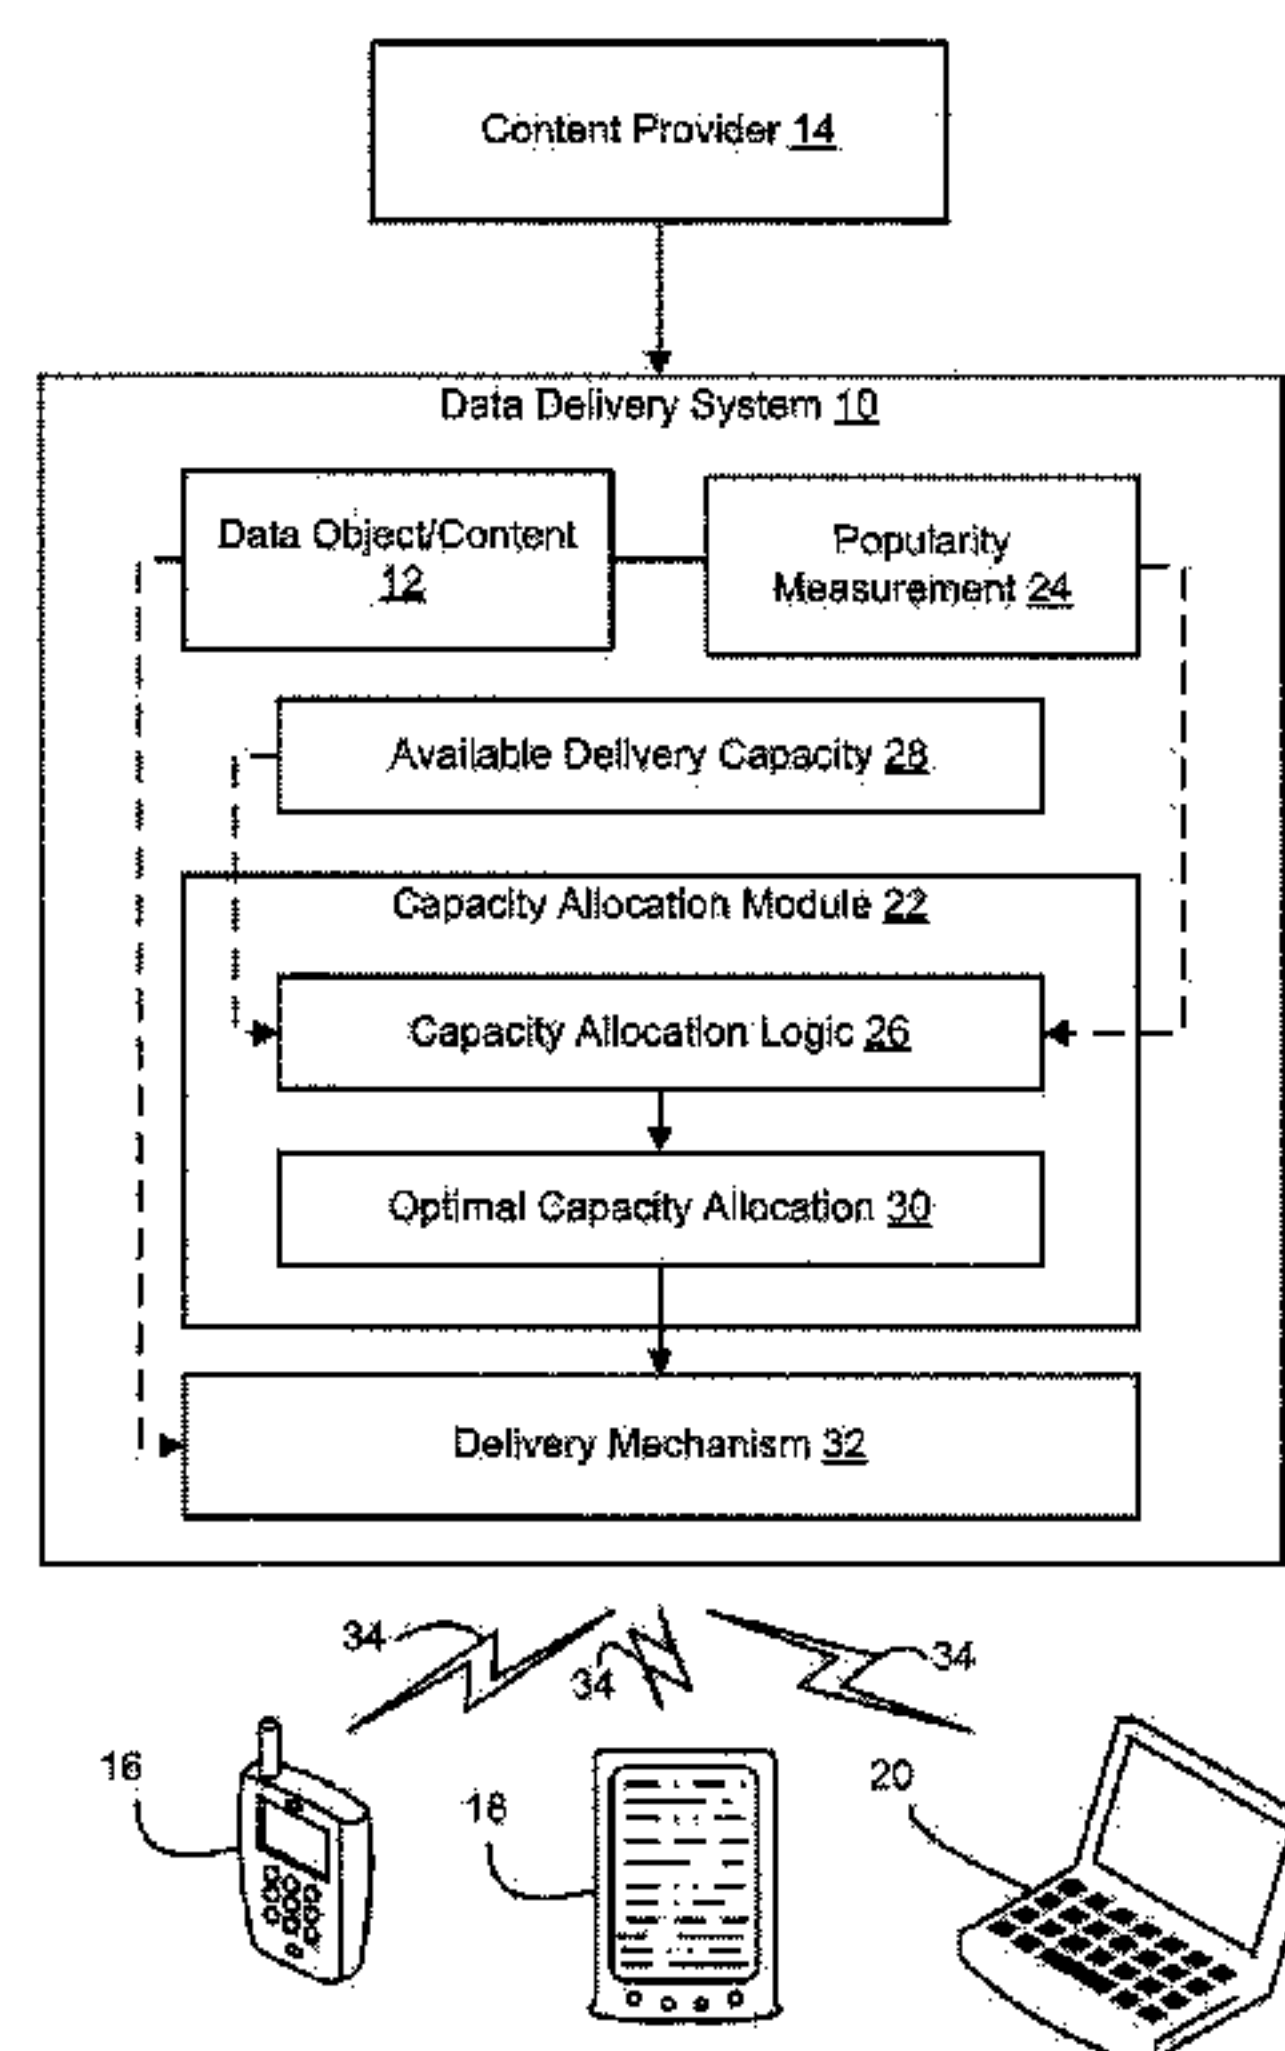 Content Provider 14
Data Delivery System 10
Data Object/Content
12
Popularity
Measurement 24
Available Delivery Capacity 28
Capacity Allocation Module 22
Capacity Allocation Logic 26
Optimal Capacity Allocation 30
Delivery Mechanism 32
34
34
34
16
18
20